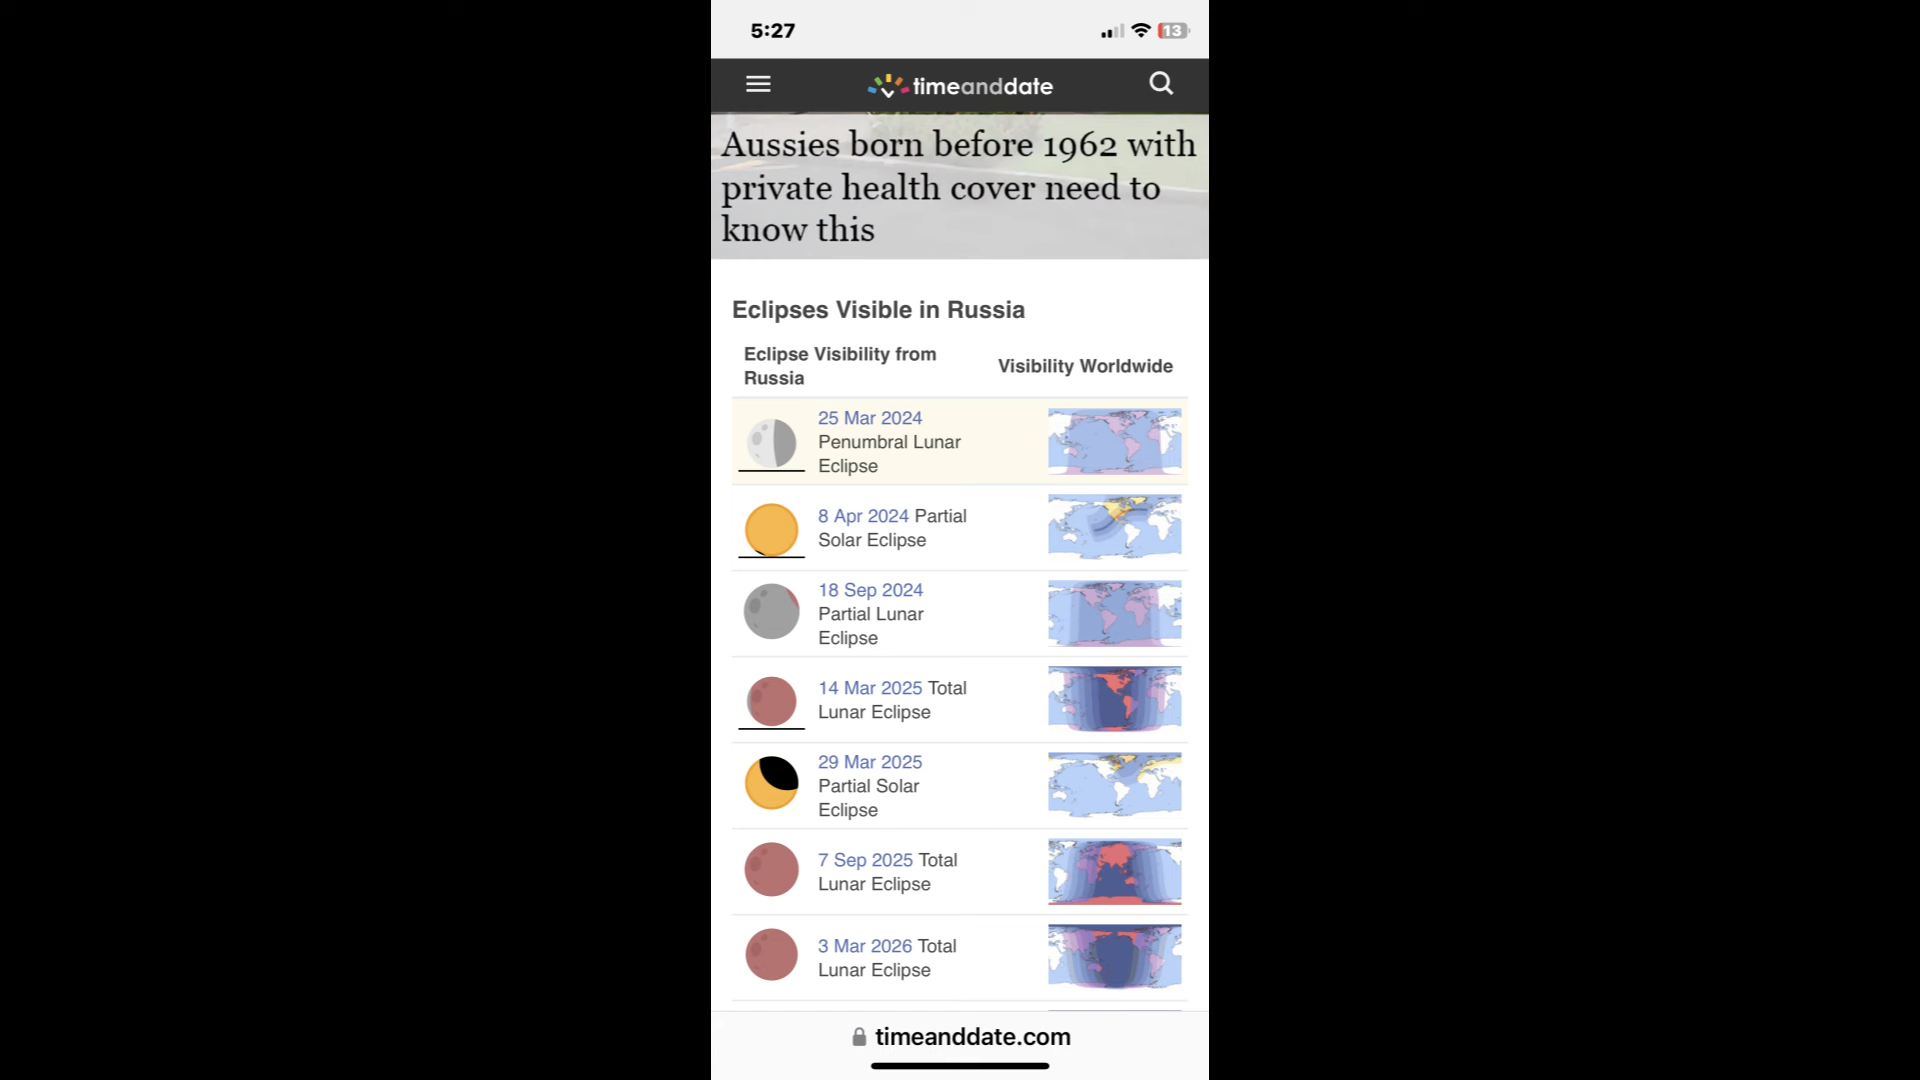 5:27
13
timeanddate
Aussies born before 1962 with
private health cover need to
know this
Eclipses Visible in Russia
Eclipse Visibility from
Russia
Visibility Worldwide
25 Mar 2024
Penumbral Lunar
Eclipse
8 Apr 2024 Partial
Solar Eclipse
18 Sep 2024
Partial Lunar
Eclipse
14 Mar 2025 Total
Lunar Eclipse
29 Mar 2025
Partial Solar
Eclipse
7 Sep 2025 Total
Lunar Eclipse
3 Mar 2026 Total
Lunar Eclipse
timeanddate.com